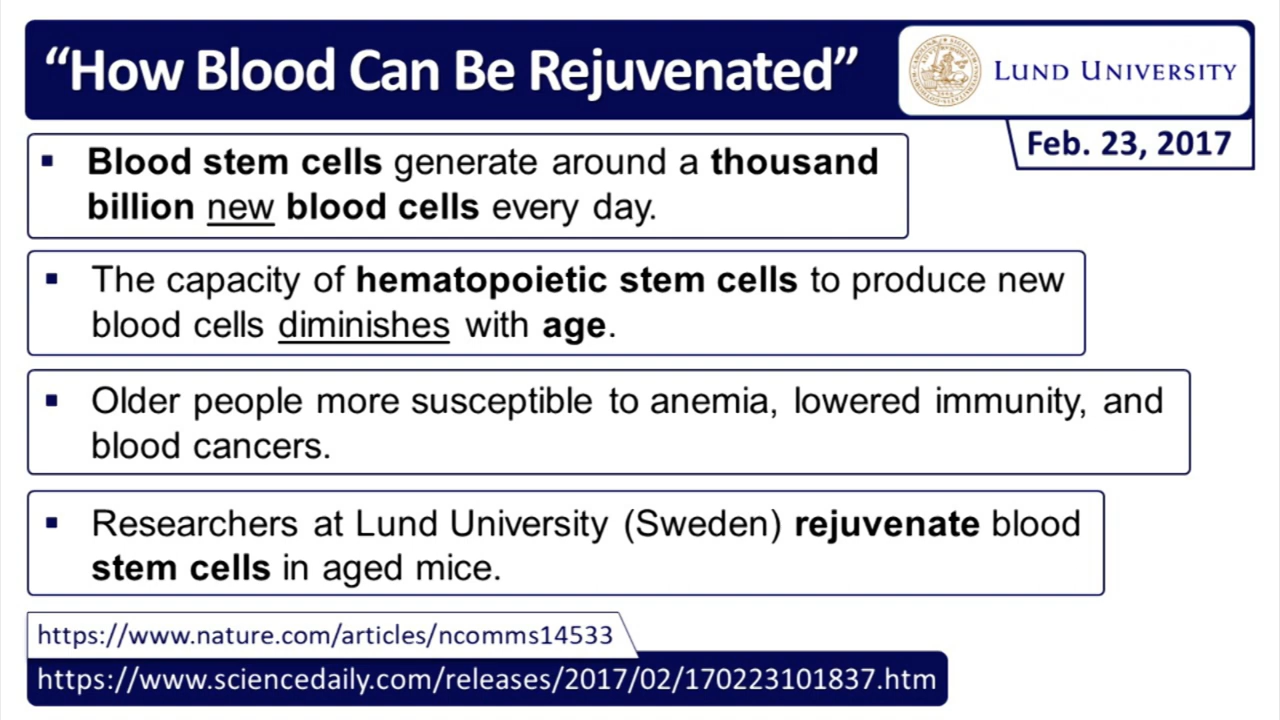 “How Blood Can Be Rejuvenated”
LUND UNIVERSITY
Feb. 23, 2017
▪ Blood stem cells generate around a thousand
billion new blood cells every day.
▪ The capacity of hematopoietic stem cells to produce new
blood cells diminishes with age.
▪ Older people more susceptible to anemia, lowered immunity, and
blood cancers.
▪ Researchers at Lund University (Sweden) rejuvenate blood
stem cells in aged mice.
https://www.nature.com/articles/ncomms14533
https://www.sciencedaily.com/releases/2017/02/170223101837.htm